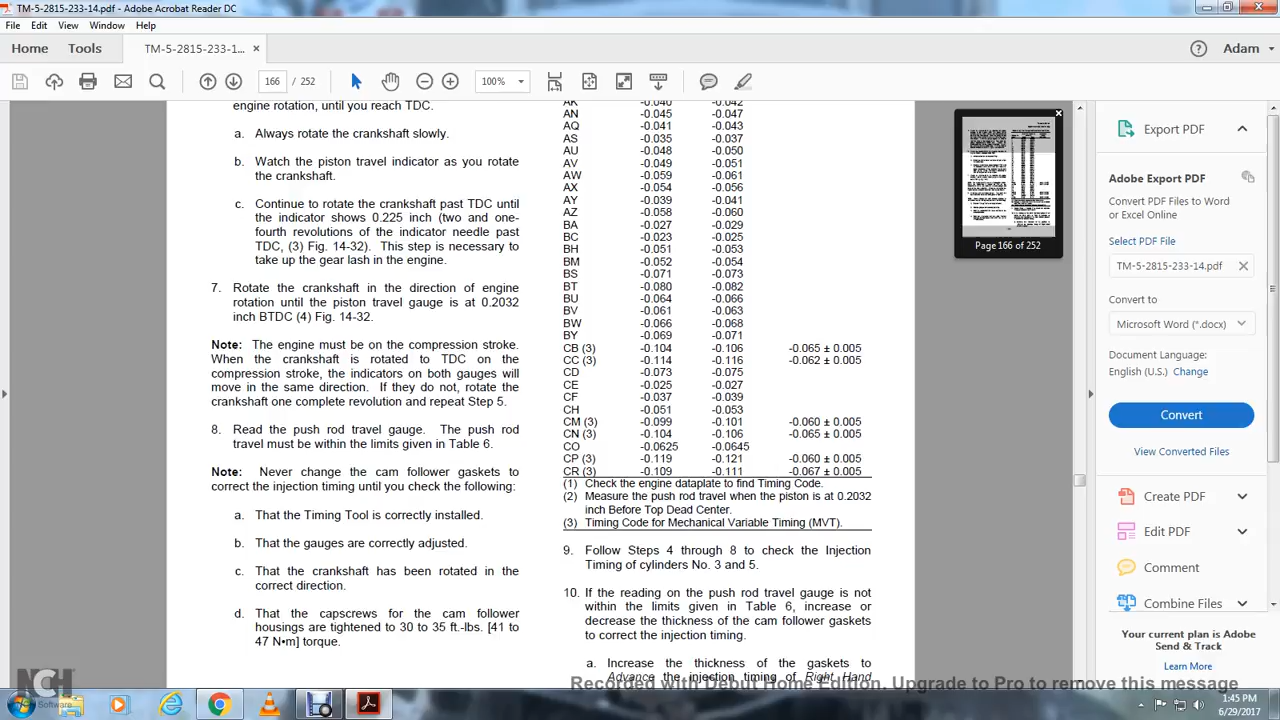 TM-5-2815-233-14.pdf - Adobe Acrobat Reader DC
File Edit View Window Help
Home Tools TM-5-2815-233-1... × Adam
166 / 252 100%
engine rotation, until you reach TDC.
a. Always rotate the crankshaft slowly.
b. Watch the piston travel indicator as you rotate
the crankshaft.
c. Continue to rotate the crankshaft past TDC until
the indicator shows 0.225 inch (two and one-
fourth revolutions of the indicator needle past
TDC, (3) Fig. 14-32). This step is necessary to
take up the gear lash in the engine.
7. Rotate the crankshaft in the direction of engine
rotation until the piston travel gauge is at 0.2032
inch BTDC (4) Fig. 14-32.
Note: The engine must be on the compression stroke.
When the crankshaft is rotated to TDC on the
compression stroke, the indicators on both gauges will
move in the same direction. If they do not, rotate the
crankshaft one complete revolution and repeat Step 5.
8. Read the push rod travel gauge. The push rod
travel must be within the limits given in Table 6.
Note: Never change the cam follower gaskets to
correct the injection timing until you check the following:
a. That the Timing Tool is correctly installed.
b. That the gauges are correctly adjusted.
c. That the crankshaft has been rotated in the
correct direction.
d. That the capscrews for the cam follower
housings are tightened to 30 to 35 ft.-lbs. [41 to
47 N•m] torque.
AK -0.040 -0.042
AN -0.045 -0.047
AQ -0.041 -0.043
AS -0.035 -0.037
AU -0.048 -0.050
AV -0.049 -0.051
AW -0.059 -0.061
AX -0.054 -0.056
AY -0.039 -0.041
AZ -0.058 -0.060
BA -0.027 -0.029
BC -0.023 -0.025
BH -0.051 -0.053
BM -0.052 -0.054
BS -0.071 -0.073
BT -0.080 -0.082
BU -0.064 -0.066
BV -0.061 -0.063
BW -0.066 -0.068
BY -0.069 -0.071
CB (3) -0.104 -0.106 -0.065 ± 0.005
CC (3) -0.114 -0.116 -0.062 ± 0.005
CD -0.073 -0.075
CE -0.025 -0.027
CF -0.037 -0.039
CH -0.051 -0.053
CM (3) -0.099 -0.101 -0.060 ± 0.005
CN (3) -0.104 -0.106 -0.065 ± 0.005
CO -0.0625 -0.0645
CP (3) -0.119 -0.121 -0.060 ± 0.005
CR (3) -0.109 -0.111 -0.067 ± 0.005
(1) Check the engine dataplate to find Timing Code.
(2) Measure the push rod travel when the piston is at 0.2032
inch Before Top Dead Center.
(3) Timing Code for Mechanical Variable Timing (MVT).
9. Follow Steps 4 through 8 to check the Injection
Timing of cylinders No. 3 and 5.
10. If the reading on the push rod travel gauge is not
within the limits given in Table 6, increase or
decrease the thickness of the cam follower gaskets
to correct the injection timing.
a. Increase the thickness of the gaskets to
Advance the injection timing of Right Hand
Page 166 of 252
Export PDF
Adobe Export PDF
Convert PDF Files to Word
or Excel Online
Select PDF File
TM-5-2815-233-14.pdf
Convert to
Microsoft Word (*.docx)
Document Language:
English (U.S.) Change
Convert
View Converted Files
Create PDF
Edit PDF
Comment
Combine Files
Your current plan is Adobe
Send & Track
Learn More
Recorded with Debut Home Edition. Upgrade to Pro to remove this message
NCH Software
1:45 PM
6/29/2017